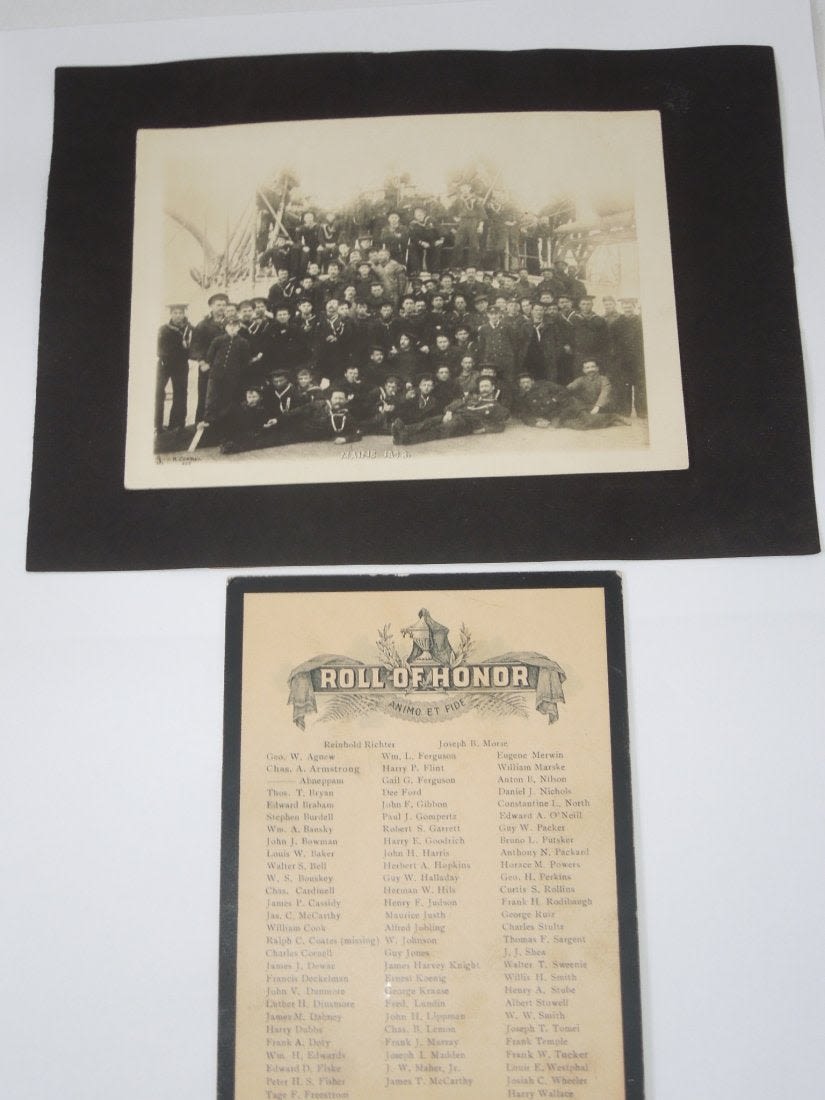 MAINE 1898.
ROLL OF HONOR
ANIMO ET FIDE
Reinhold Richter Joseph B. Morse
Geo. W. Agnew Wm. L. Ferguson Eugene Merwin
Chas. A. Armstrong Harry P. Flint William Marske
—— Abneppam Gail G. Ferguson Anton B. Nilson
Thos. T. Bryan Dee Ford Daniel J. Nichols
Edward Braham John F. Gibbon Constantine L. North
Stephen Burdell Paul J. Gompertz Edward A. O'Neill
Wm. A. Bansky Robert S. Garrett Guy W. Packer
John J. Bowman Harry E. Goodrich Bruno L. Putsker
Louis W. Baker John H. Harris Anthony N. Packard
Walter S. Bell Herbert A. Hopkins Horace M. Powers
W. S. Bouskey Guy W. Halladay Geo. H. Perkins
Chas. Cardinell Herman W. Hils Curtis S. Rollins
James P. Cassidy Henry F. Judson Frank H. Rodibaugh
Jas. C. McCarthy Maurice Justh George Rusr
William Cook Alfred Jobling Charles Stultz
Ralph C. Coates (missing) W. Johnson Thomas F. Sargent
Charles Cornell Guy Jones J. J. Shea
James J. Dewar James Harvey Knight Walter T. Sweenie
Francis Deckelman Ernest Koenig Willis H. Smith
John V. Dunmore George Krause Henry A. Stube
Luther H. Dinsmore Fred. Lundin Albert Stowell
James M. Dabney John H. Lippman W. W. Smith
Harry Dubbs Chas. B. Lemon Joseph T. Tomei
Frank A. Doty Frank J. Murray Frank Temple
Wm. H. Edwards Joseph I. Madden Frank W. Tucker
Edward D. Fiske J. W. Maher, Jr. Louis E. Westphal
Peter H. S. Fisher James T. McCarthy Josiah C. Wheeler
Tage F. Freestrom Harry Wallace